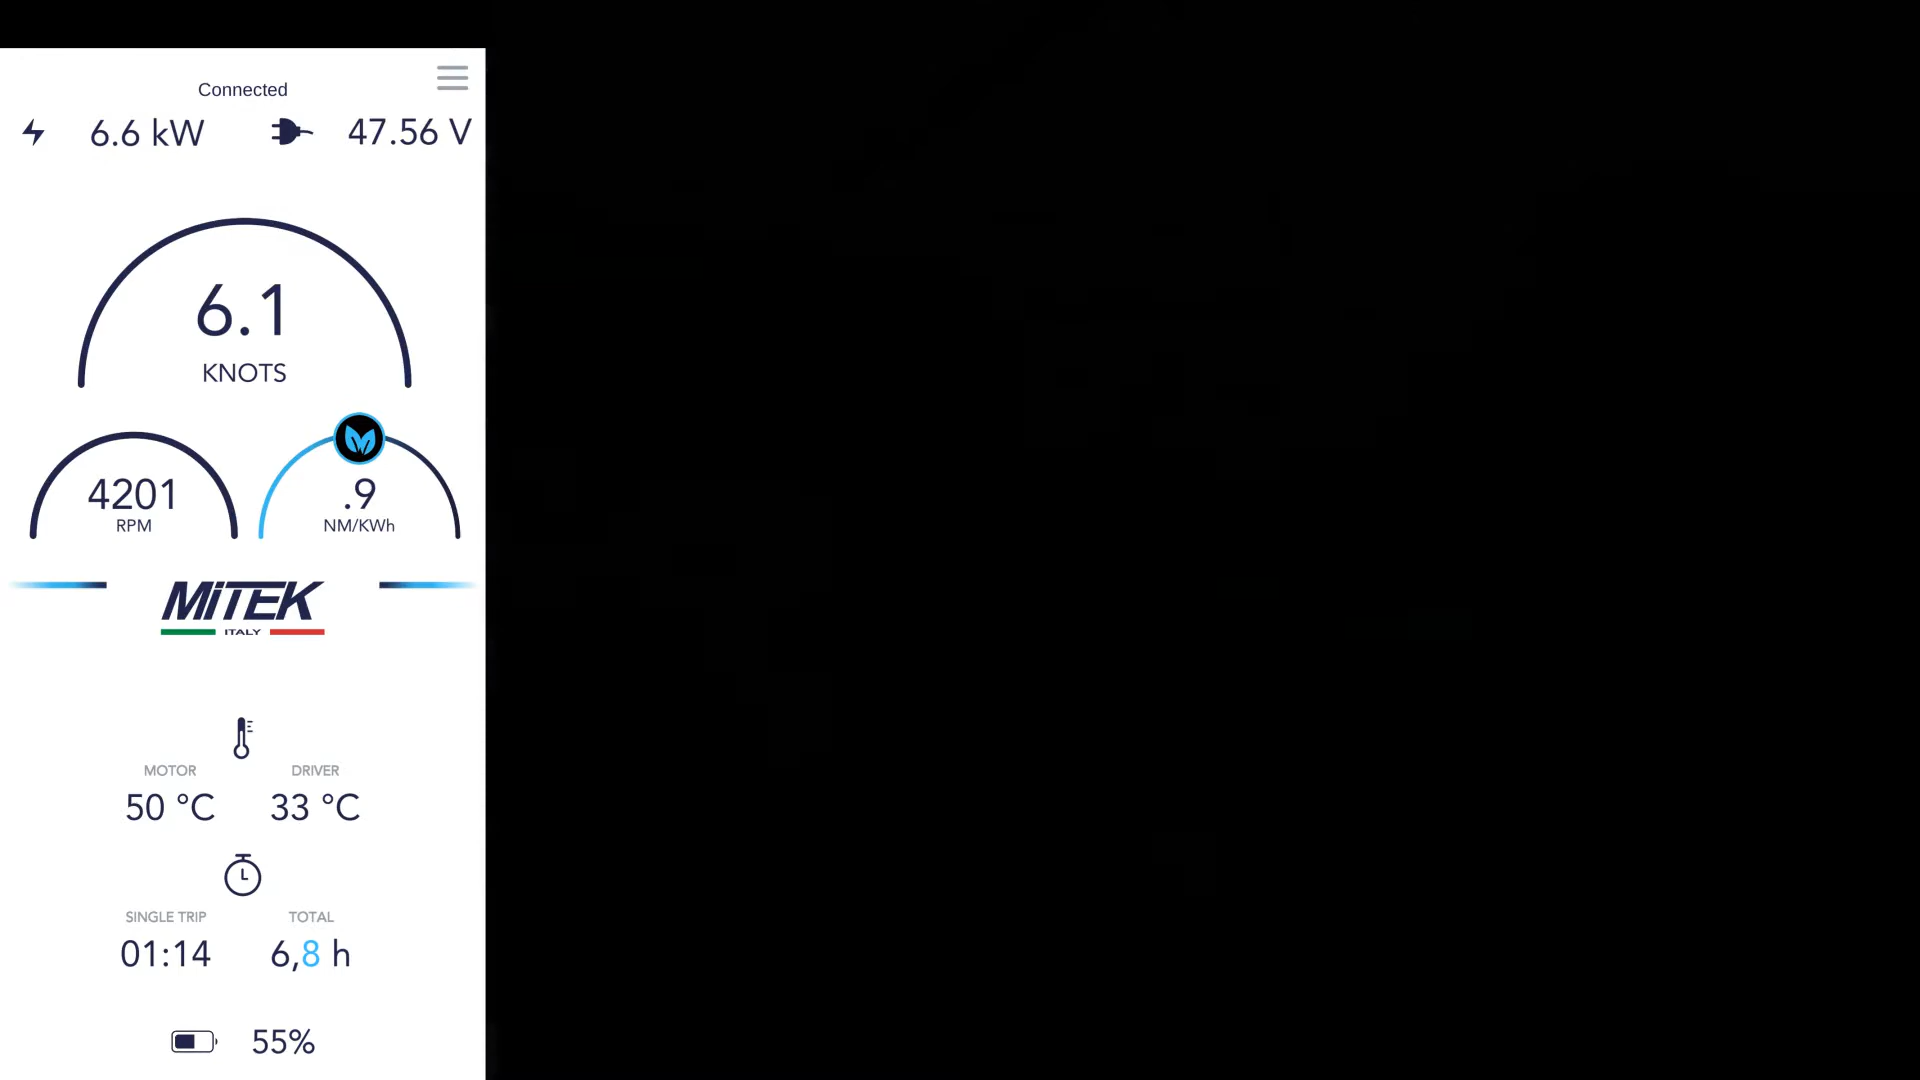 Connected
6.6 kW 47.56 V
6.1
KNOTS
4201 .9
RPM NM/KWh
MiTEK
ITALY
MOTOR DRIVER
50 °C 33 °C
SINGLE TRIP TOTAL
01:14 6,8 h
55%